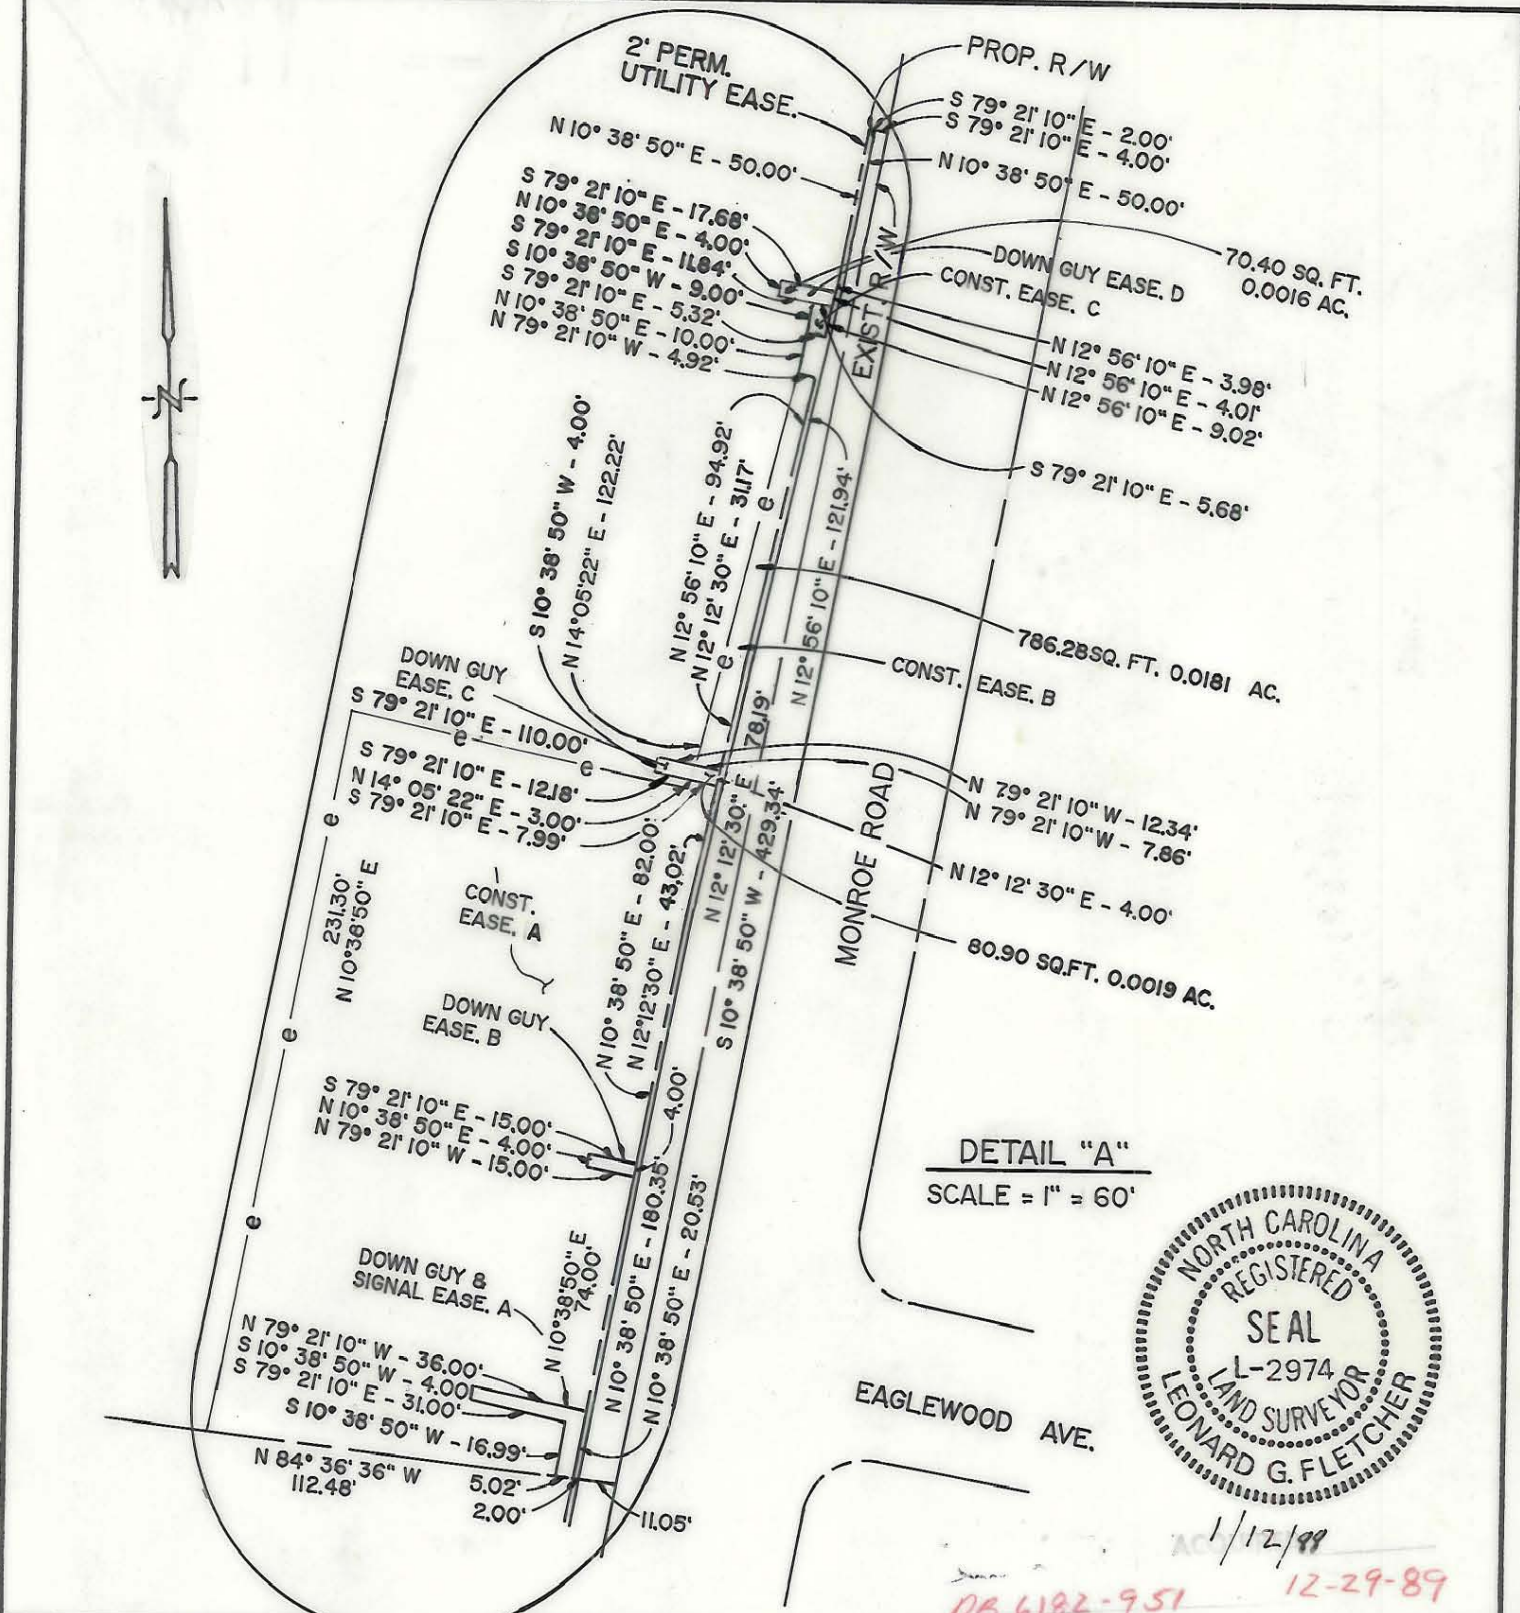 2' PERM.
UTILITY EASE.
PROP. R/W
S 79° 21' 10" E - 2.00'
S 79° 21' 10" E - 4.00'
N 10° 38' 50" E - 50.00'
N 10° 38' 50" E - 50.00'
S 79° 21' 10" E - 17.68'
N 10° 38' 50" E - 4.00'
S 79° 21' 10" E - 11.84'
S 10° 38' 50" W - 9.00'
S 79° 21' 10" E - 5.32'
N 10° 38' 50" E - 10.00'
N 79° 21' 10" W - 4.92'
70.40 SQ. FT.
0.0016 AC.
DOWN GUY EASE. D
CONST. EASE. C
EXIST. R/W
N 12° 56' 10" E - 3.98'
N 12° 56' 10" E - 4.01'
N 12° 56' 10" E - 9.02'
S 79° 21' 10" E - 5.68'
N
S 10° 38' 50" W - 4.00'
N 14° 05' 22" E - 122.22'
N 12° 56' 10" E - 94.92'
N 12° 12' 30" E - 31.17'
e
e
N 12° 56' 10" E - 121.94'
786.28 SQ. FT. 0.0181 AC.
CONST. EASE. B
DOWN GUY
EASE. C
S 79° 21' 10" E - 110.00'
e
e
S 79° 21' 10" E - 12.18'
N 14° 05' 22" E - 3.00'
S 79° 21' 10" E - 7.99'
N 79° 21' 10" W - 12.34'
N 79° 21' 10" W - 7.86'
N 12° 12' 30" E - 4.00'
80.90 SQ.FT. 0.0019 AC.
N 12° 12' 30" E 78.19'
S 10° 38' 50" W - 429.34'
MONROE ROAD
e
231.30'
N 10° 38' 50" E
CONST.
EASE. A
N 10° 38' 50" E - 82.00'
N 12° 12' 30" E - 43.02'
DOWN GUY
EASE. B
e
S 79° 21' 10" E - 15.00'
N 10° 38' 50" E - 4.00'
N 79° 21' 10" W - 15.00'
4.00'
DETAIL "A"
SCALE = 1" = 60'
e
DOWN GUY &
SIGNAL EASE. A
N 10° 38' 50" E
74.00'
N 10° 38' 50" E - 180.35'
N 10° 38' 50" E - 20.53'
N 79° 21' 10" W - 36.00'
S 10° 38' 50" W - 4.00'
S 79° 21' 10" E - 31.00'
S 10° 38' 50" W - 16.99'
N 84° 36' 36" W
112.48'
5.02'
2.00'
11.05'
EAGLEWOOD AVE.
NORTH CAROLINA
REGISTERED
SEAL
L-2974
LAND SURVEYOR
LEONARD G. FLETCHER
1/12/89
DB 6182-951
12-29-89